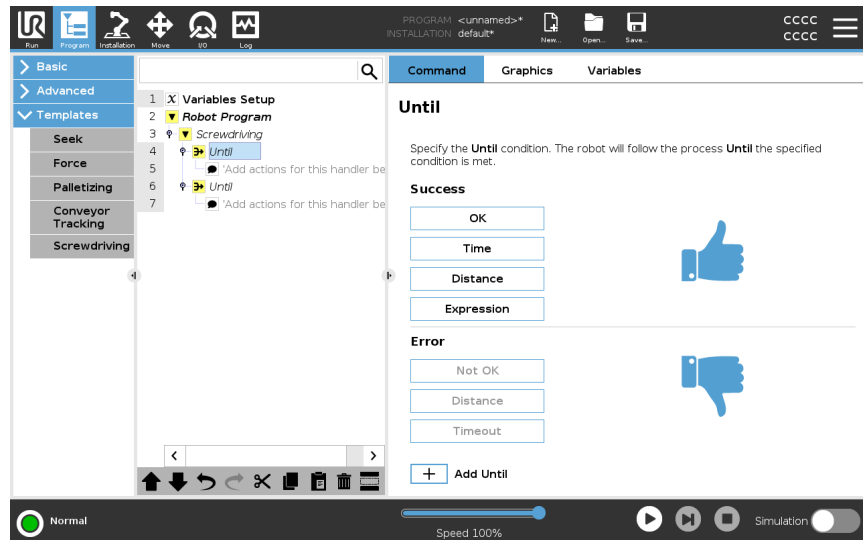 UR
Run
Program
Installation
Move
I/O
Log
PROGRAM <unnamed>*
INSTALLATION default*
New...
Open...
Save...
CCCC
CCCC
Basic
Advanced
Templates
Seek
Force
Palletizing
Conveyor
Tracking
Screwdriving
1 X Variables Setup
2 Robot Program
3 Screwdriving
4 Until
5 'Add actions for this handler be
6 Until
7 'Add actions for this handler be
Command Graphics Variables
Until
Specify the Until condition. The robot will follow the process Until the specified
condition is met.
Success
OK
Time
Distance
Expression
Error
Not OK
Distance
Timeout
+ Add Until
Normal
Speed 100%
Simulation